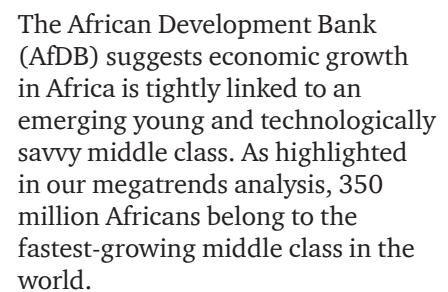 The African Development Bank
(AfDB) suggests economic growth
in Africa is tightly linked to an
emerging young and technologically
savvy middle class. As highlighted
in our megatrends analysis, 350
million Africans belong to the
fastest-growing middle class in the
world.